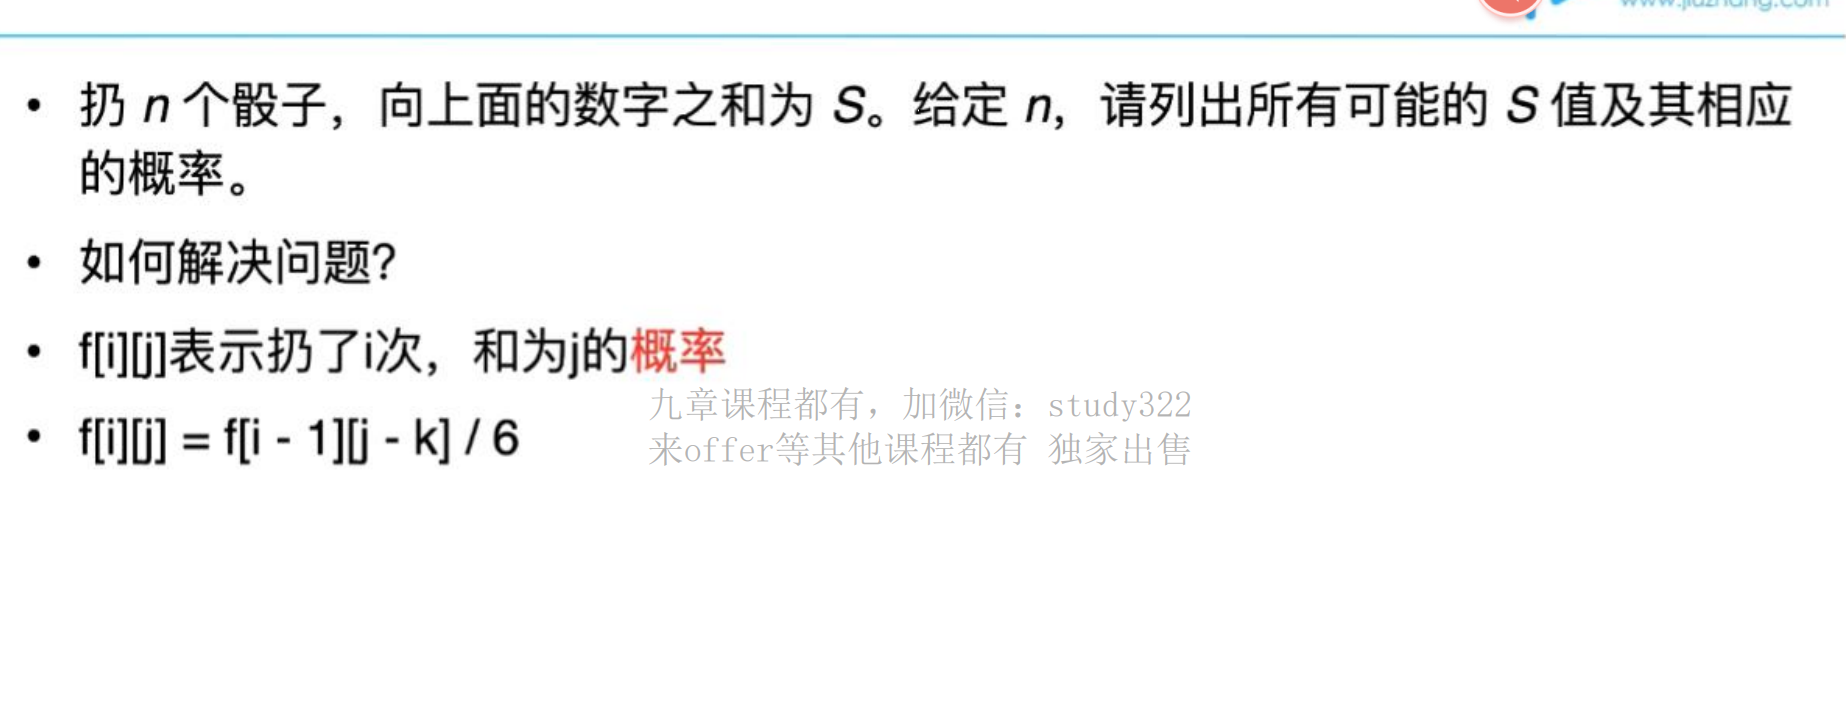 www.jiuzhang.com
• 扔 n 个骰子，向上面的数字之和为 S。给定 n，请列出所有可能的 S 值及其相应
的概率。
• 如何解决问题?
• f[i][j]表示扔了i次，和为j的概率
• f[i][j] = f[i - 1][j - k] / 6
九章课程都有，加微信：study322
来offer等其他课程都有 独家出售